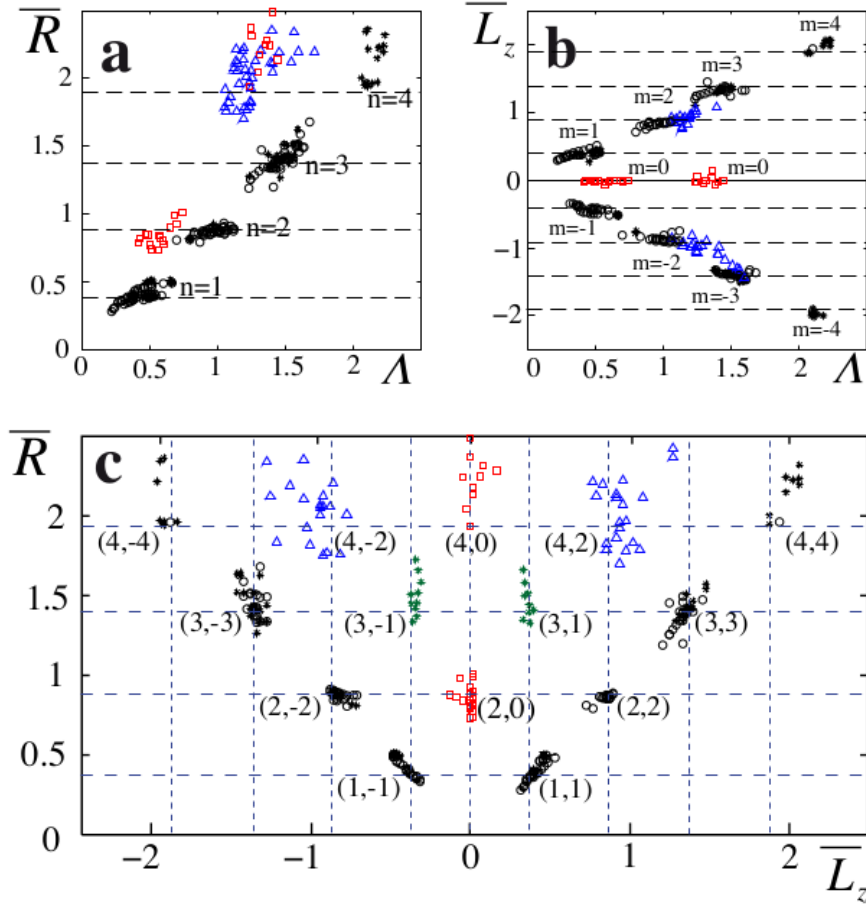 R̅
a
2
1.5
1
0.5
0
n=4
n=3
n=2
n=1
0 0.5 1 1.5 2 Λ
L̅z
b
1
0
-1
-2
m=4
m=3
m=2
m=1
m=0 m=0
m=-1
m=-2
m=-3
m=-4
0 0.5 1 1.5 2 Λ
R̅
c
2
1.5
1
0.5
0
(4,-4) (4,-2) (4,0) (4,2) (4,4)
(3,-3) (3,-1) (3,1) (3,3)
(2,-2) (2,0) (2,2)
(1,-1) (1,1)
−2 −1 0 1 2
L̅z